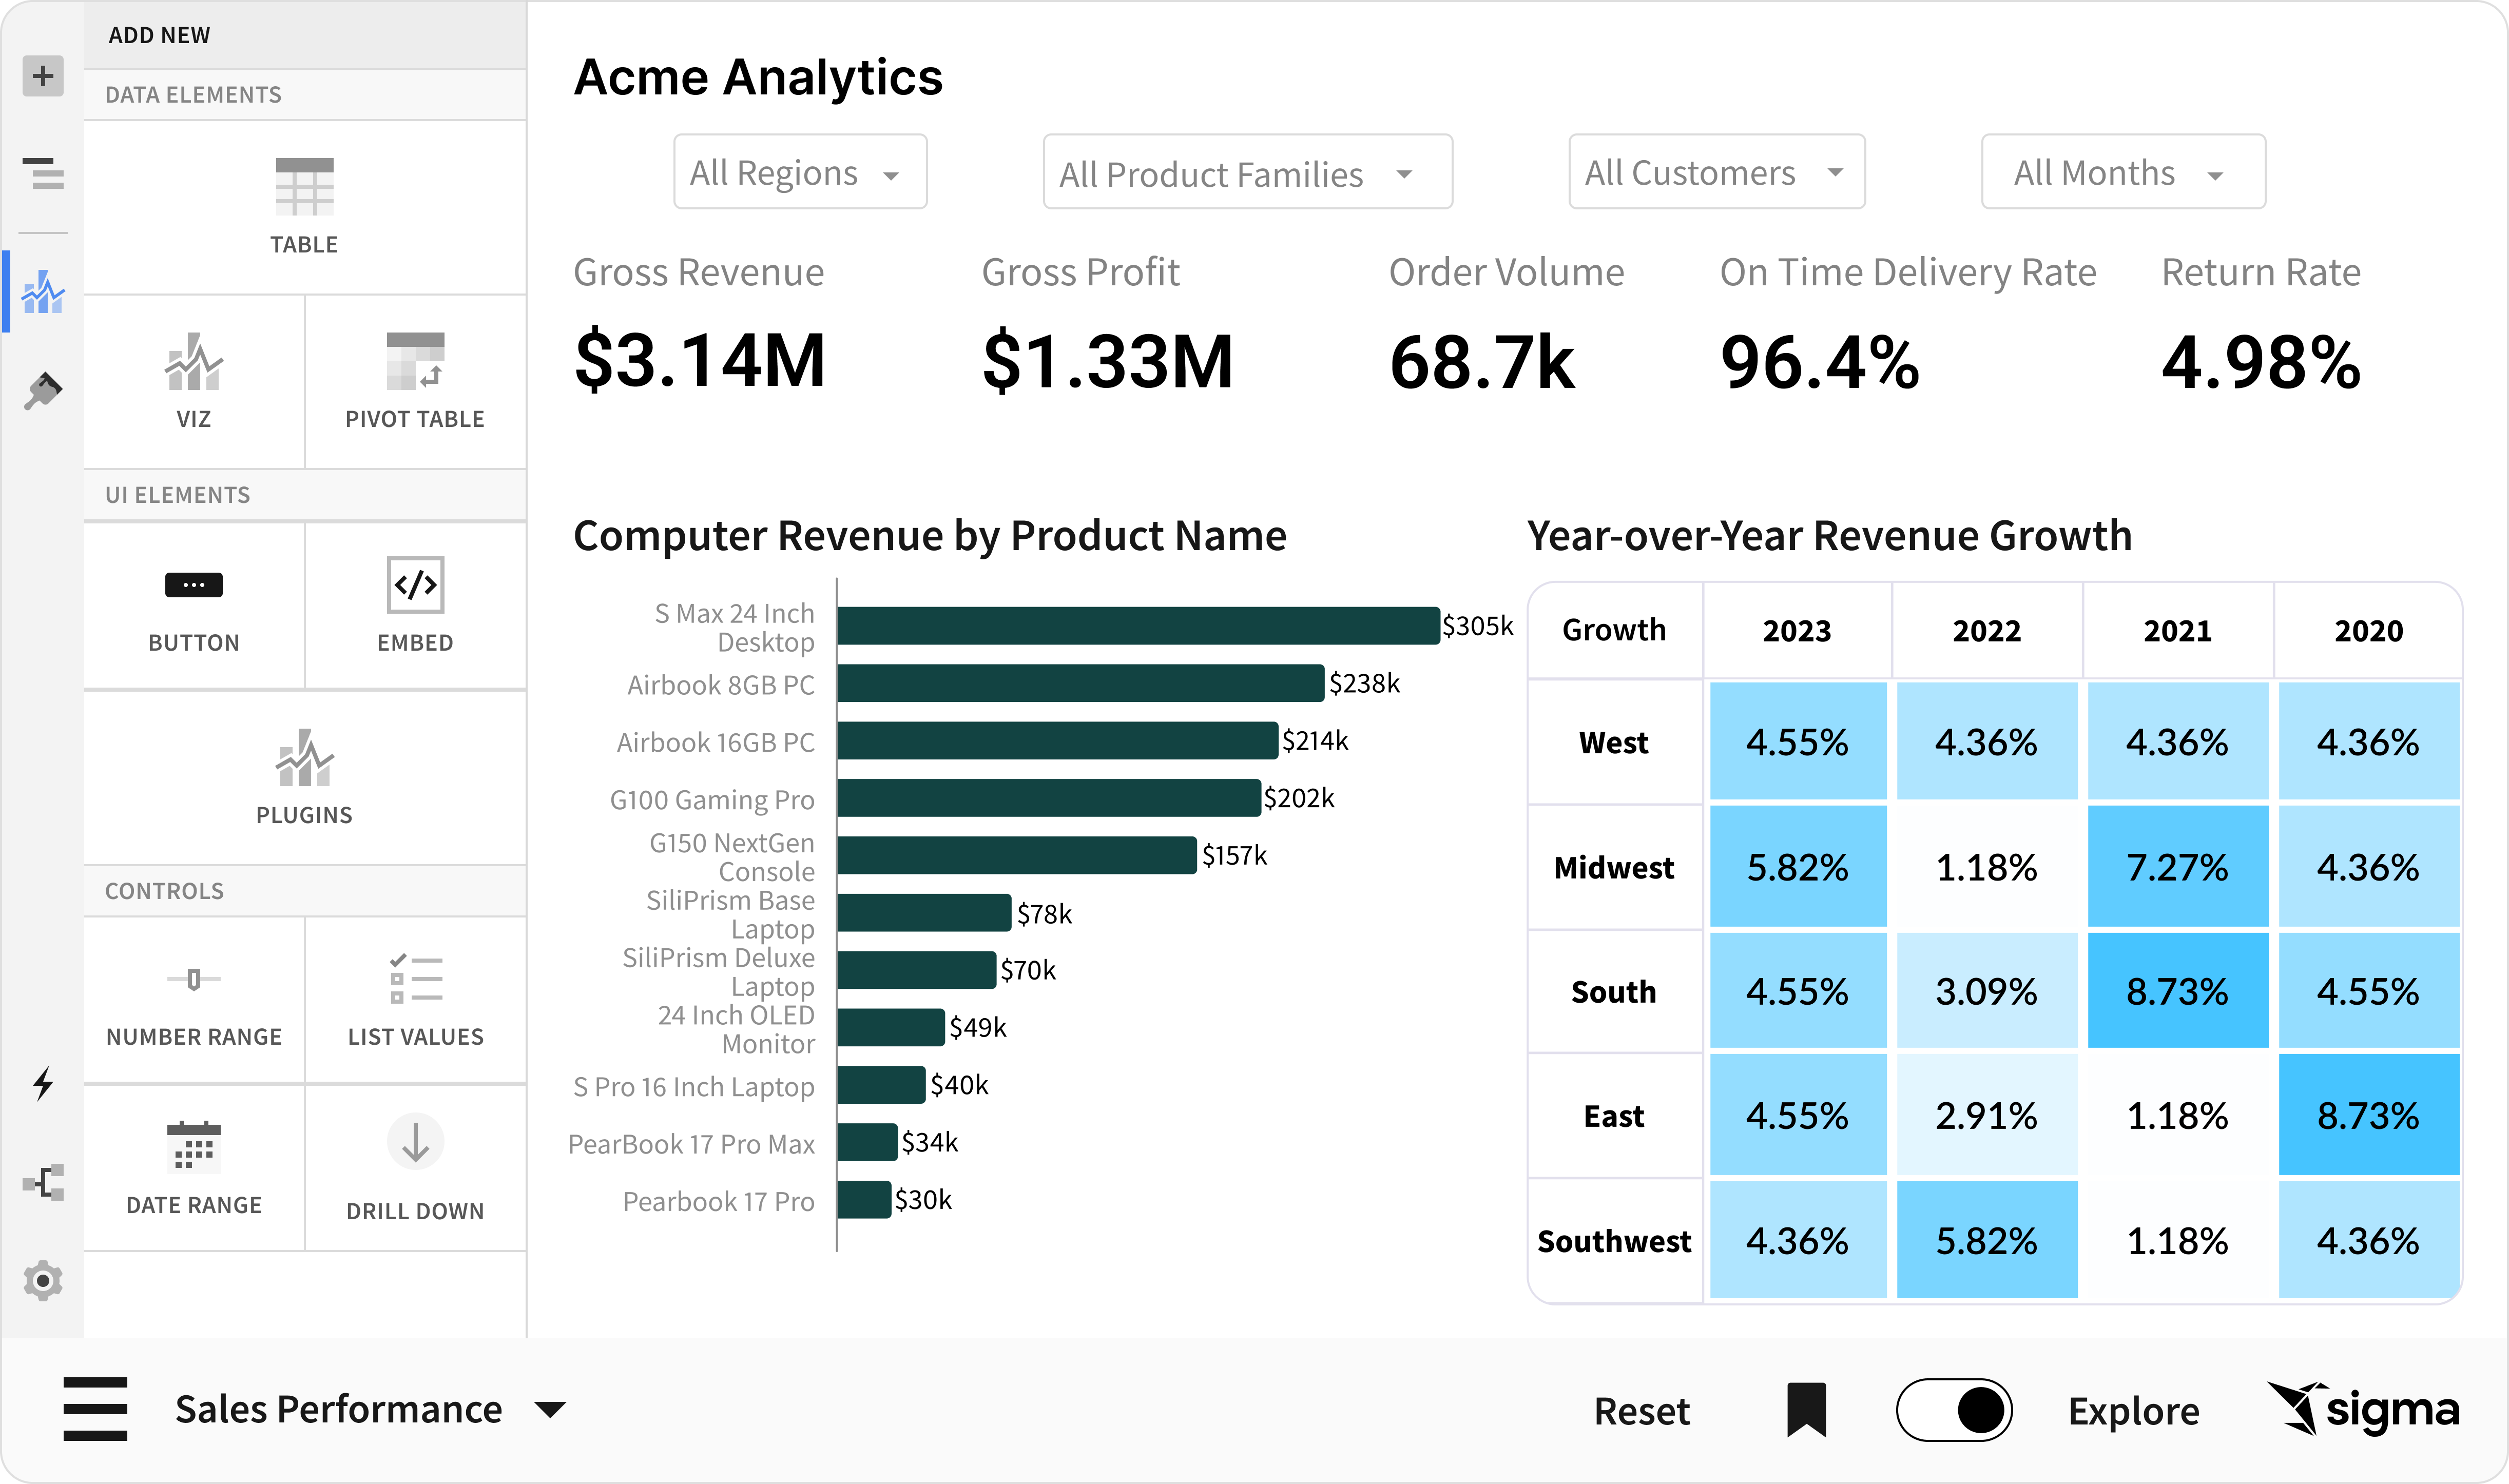 ADD NEW
DATA ELEMENTS
TABLE
VIZ
PIVOT TABLE
UI ELEMENTS
BUTTON
</>
EMBED
PLUGINS
CONTROLS
NUMBER RANGE
LIST VALUES
DATE RANGE
DRILL DOWN
Acme Analytics
All Regions
All Product Families
All Customers
All Months
Gross Revenue
$3.14M
Gross Profit
$1.33M
Order Volume
68.7k
On Time Delivery Rate
96.4%
Return Rate
4.98%
Computer Revenue by Product Name
S Max 24 Inch
Desktop
$305k
Airbook 8GB PC
$238k
Airbook 16GB PC
$214k
G100 Gaming Pro
$202k
G150 NextGen
Console
$157k
SiliPrism Base
Laptop
$78k
SiliPrism Deluxe
Laptop
$70k
24 Inch OLED
Monitor
$49k
S Pro 16 Inch Laptop
$40k
PearBook 17 Pro Max
$34k
Pearbook 17 Pro
$30k
Year-over-Year Revenue Growth
Growth 2023 2022 2021 2020
West 4.55% 4.36% 4.36% 4.36%
Midwest 5.82% 1.18% 7.27% 4.36%
South 4.55% 3.09% 8.73% 4.55%
East 4.55% 2.91% 1.18% 8.73%
Southwest 4.36% 5.82% 1.18% 4.36%
Sales Performance
Reset
Explore
sigma